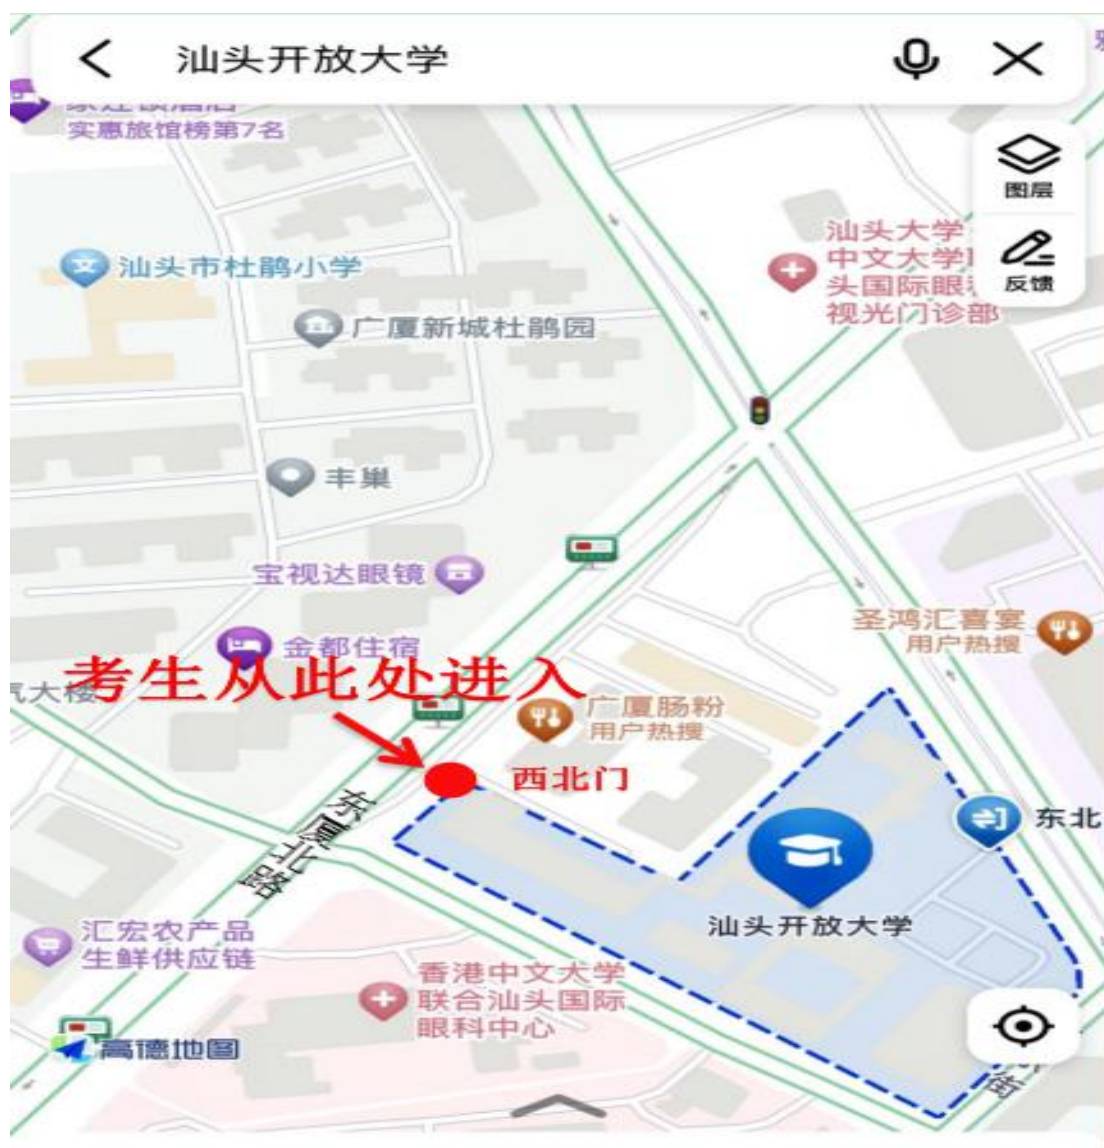 汕头开放大学
实惠旅馆榜第7名
图层
汕头大学
中文大学
头国际眼
视光门诊部
反馈
汕头市杜鹃小学
广厦新城杜鹃园
丰巢
宝视达眼镜
圣鸿汇喜宴
用户热搜
金都住宿
考生从此处进入
汽大楼
广厦肠粉
用户热搜
西北门
东厦北路
东北
汕头开放大学
汇宏农产品
生鲜供应链
香港中文大学
联合汕头国际
眼科中心
高德地图
街